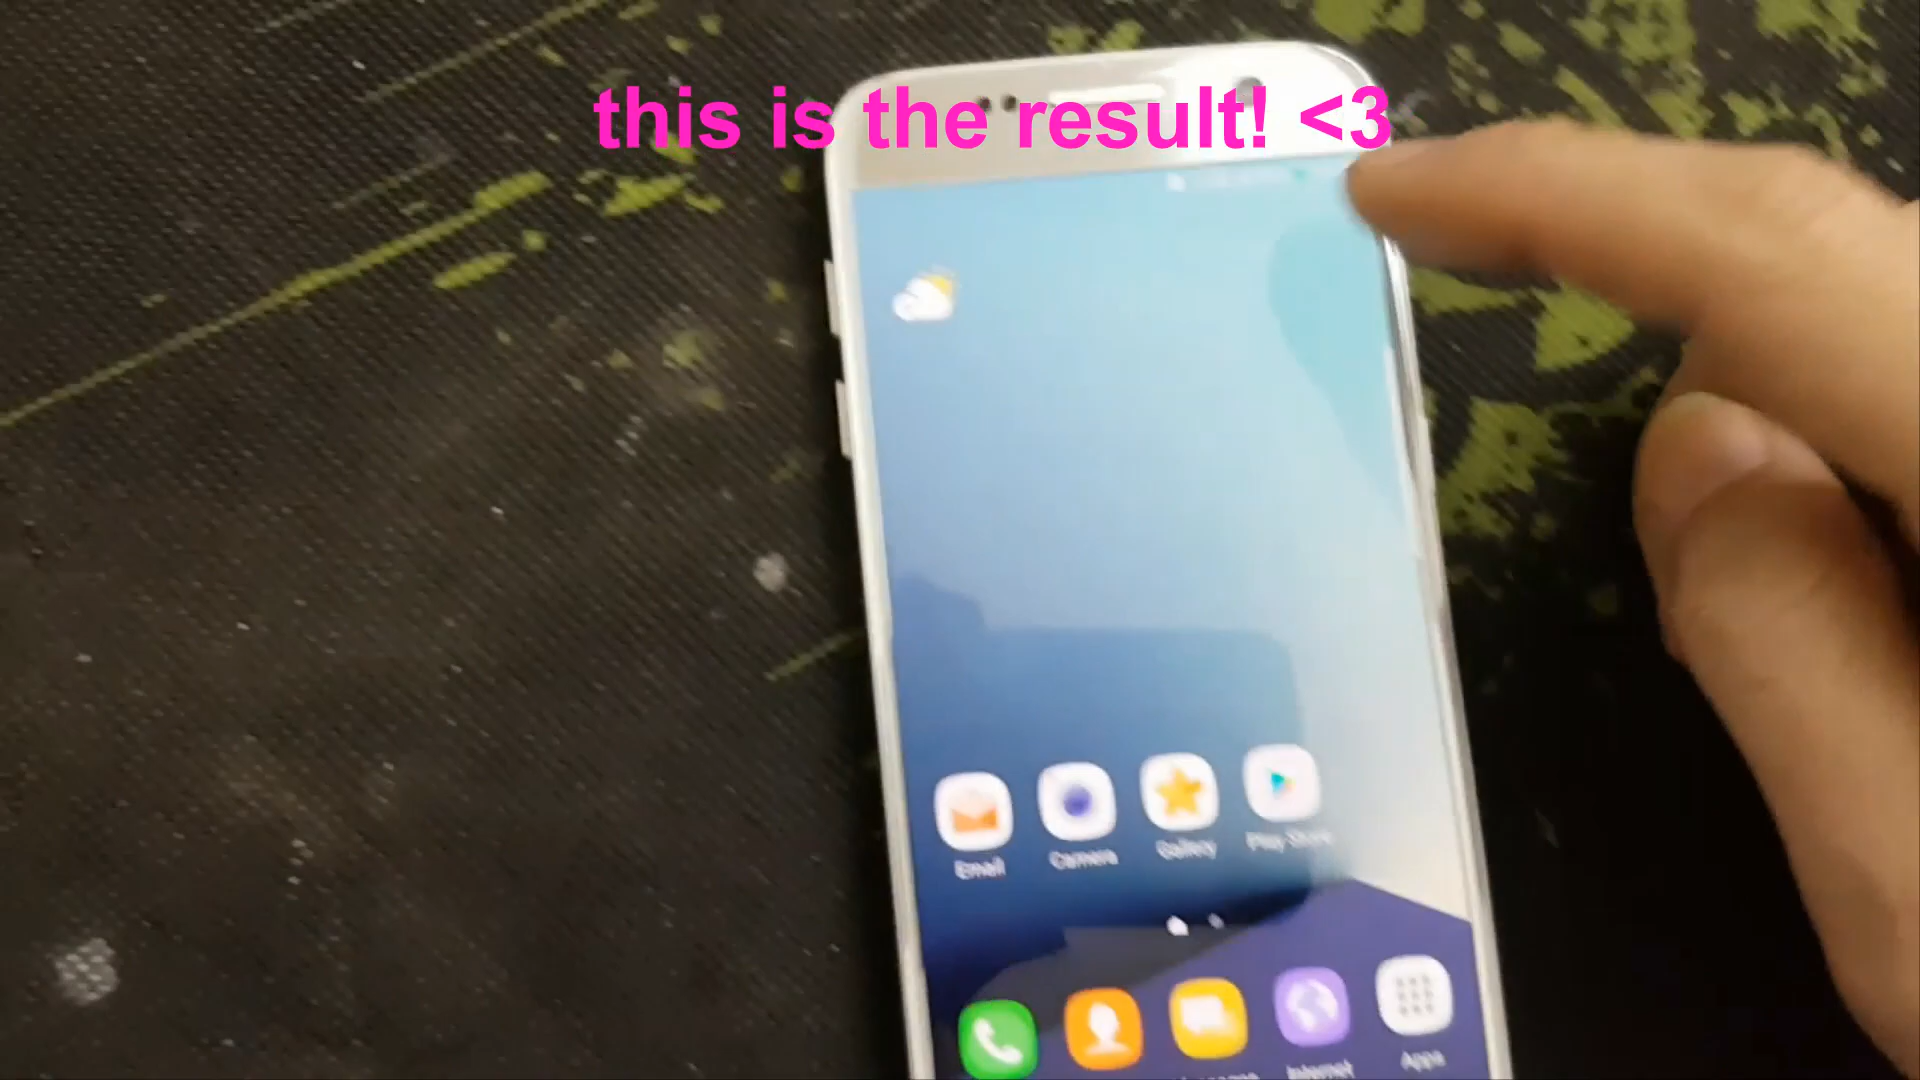 this is the result! <3
Email
Camera
Gallery
Play Store
Internet
Apps